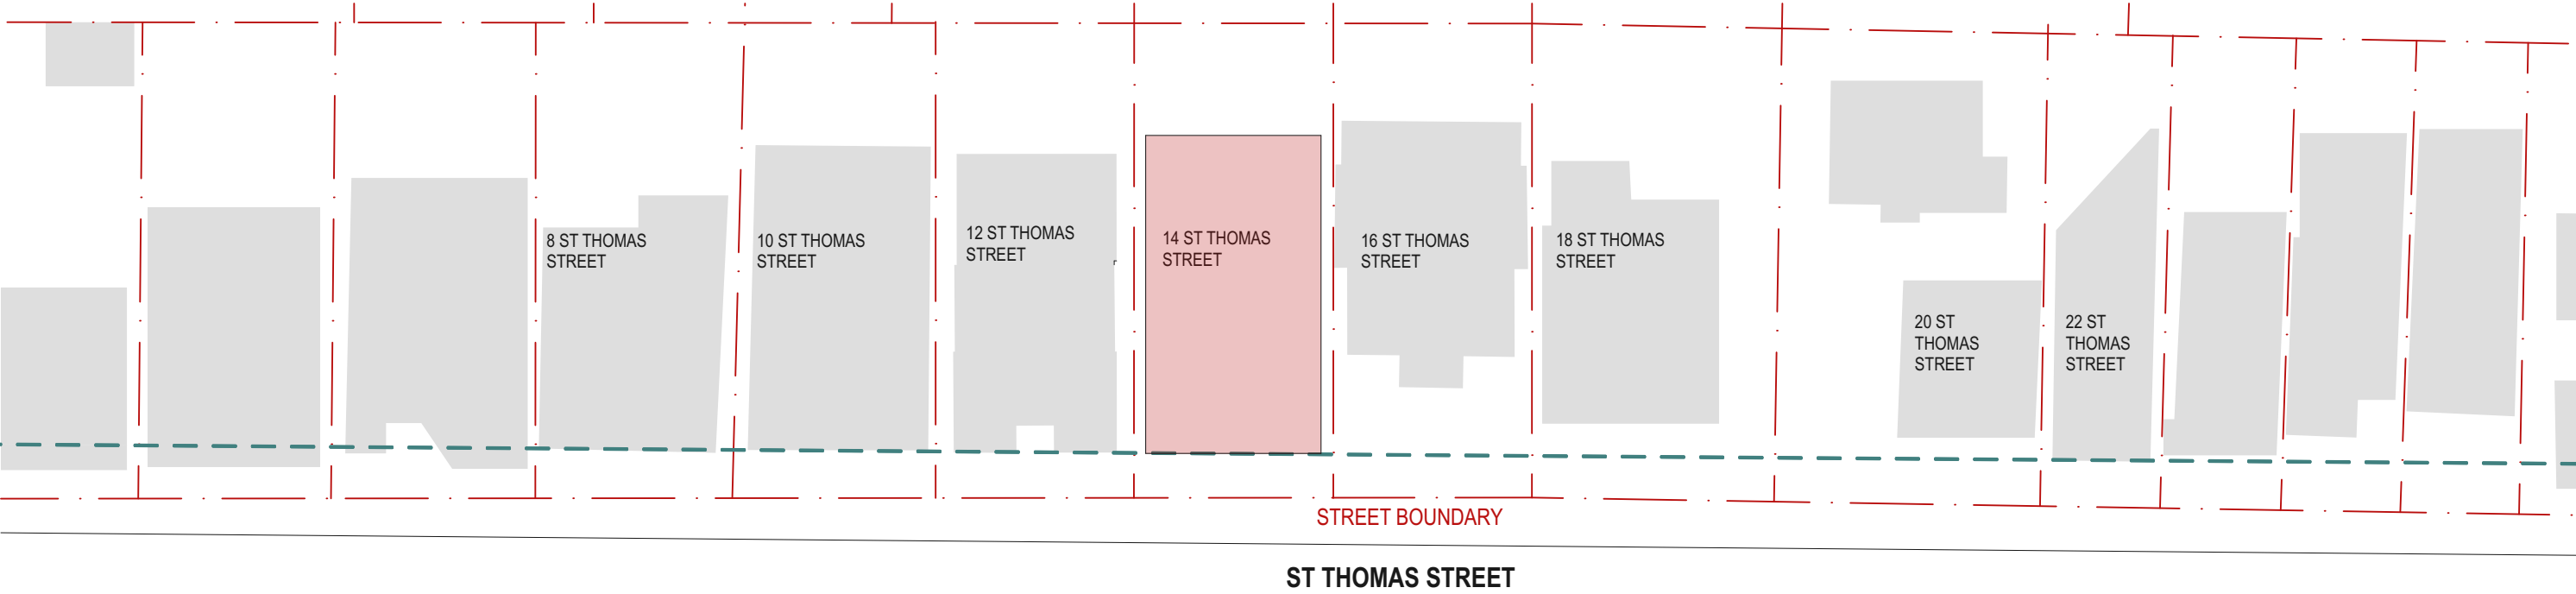 8 ST THOMAS
STREET
10 ST THOMAS
STREET
12 ST THOMAS
STREET
14 ST THOMAS
STREET
16 ST THOMAS
STREET
18 ST THOMAS
STREET
20 ST
THOMAS
STREET
22 ST
THOMAS
STREET
STREET BOUNDARY
ST THOMAS STREET